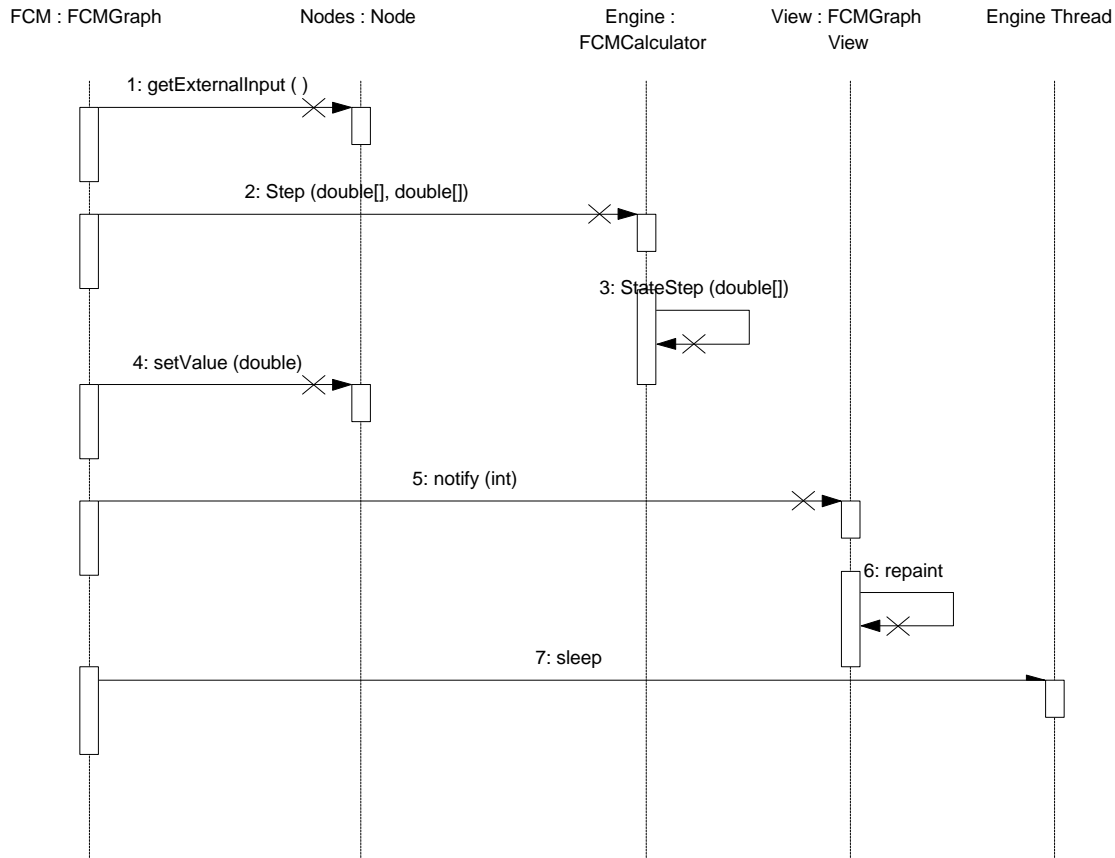 FCM : FCMGraph
Nodes : Node
Engine :
FCMCalculator
View : FCMGraph
View
Engine Thread
1: getExternalInput ( )
2: Step (double[], double[])
3: StateStep (double[])
4: setValue (double)
5: notify (int)
6: repaint
7: sleep